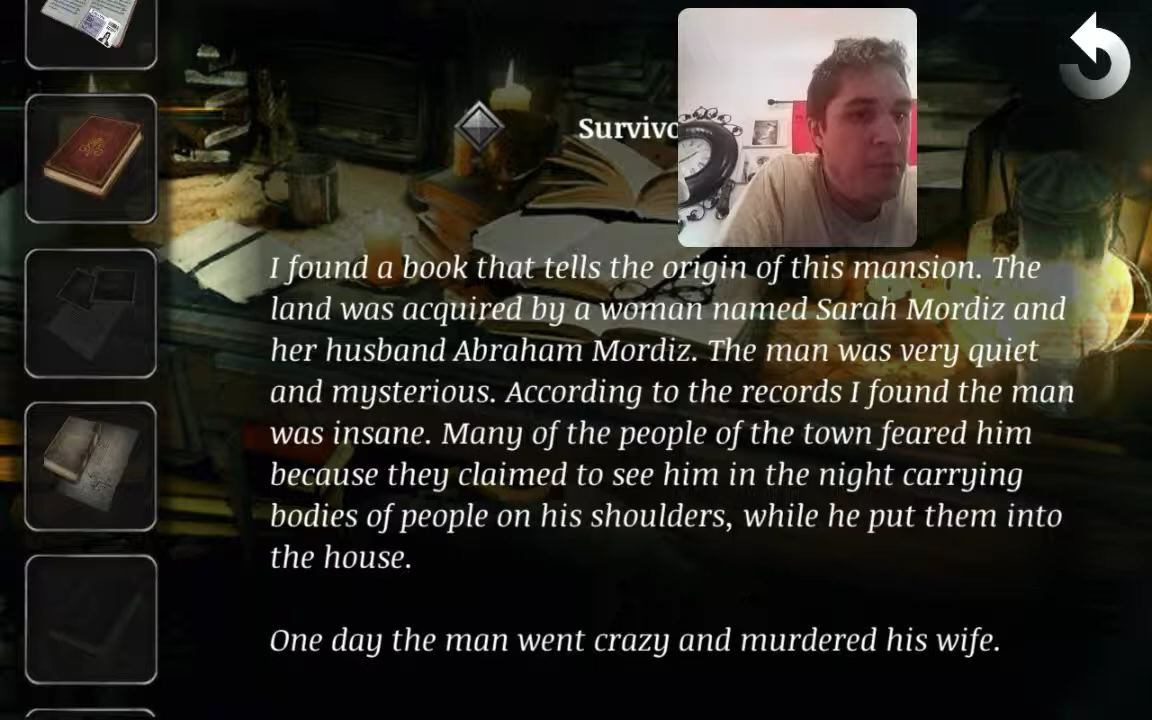 I found a book that tells the origin of this mansion. The
land was acquired by a woman named Sarah Mordiz and
her husband Abraham Mordiz. The man was very quiet
and mysterious. According to the records I found the man
was insane. Many of the people of the town feared him
because they claimed to see him in the night carrying
bodies of people on his shoulders, while he put them into
the house.
One day the man went crazy and murdered his wife.